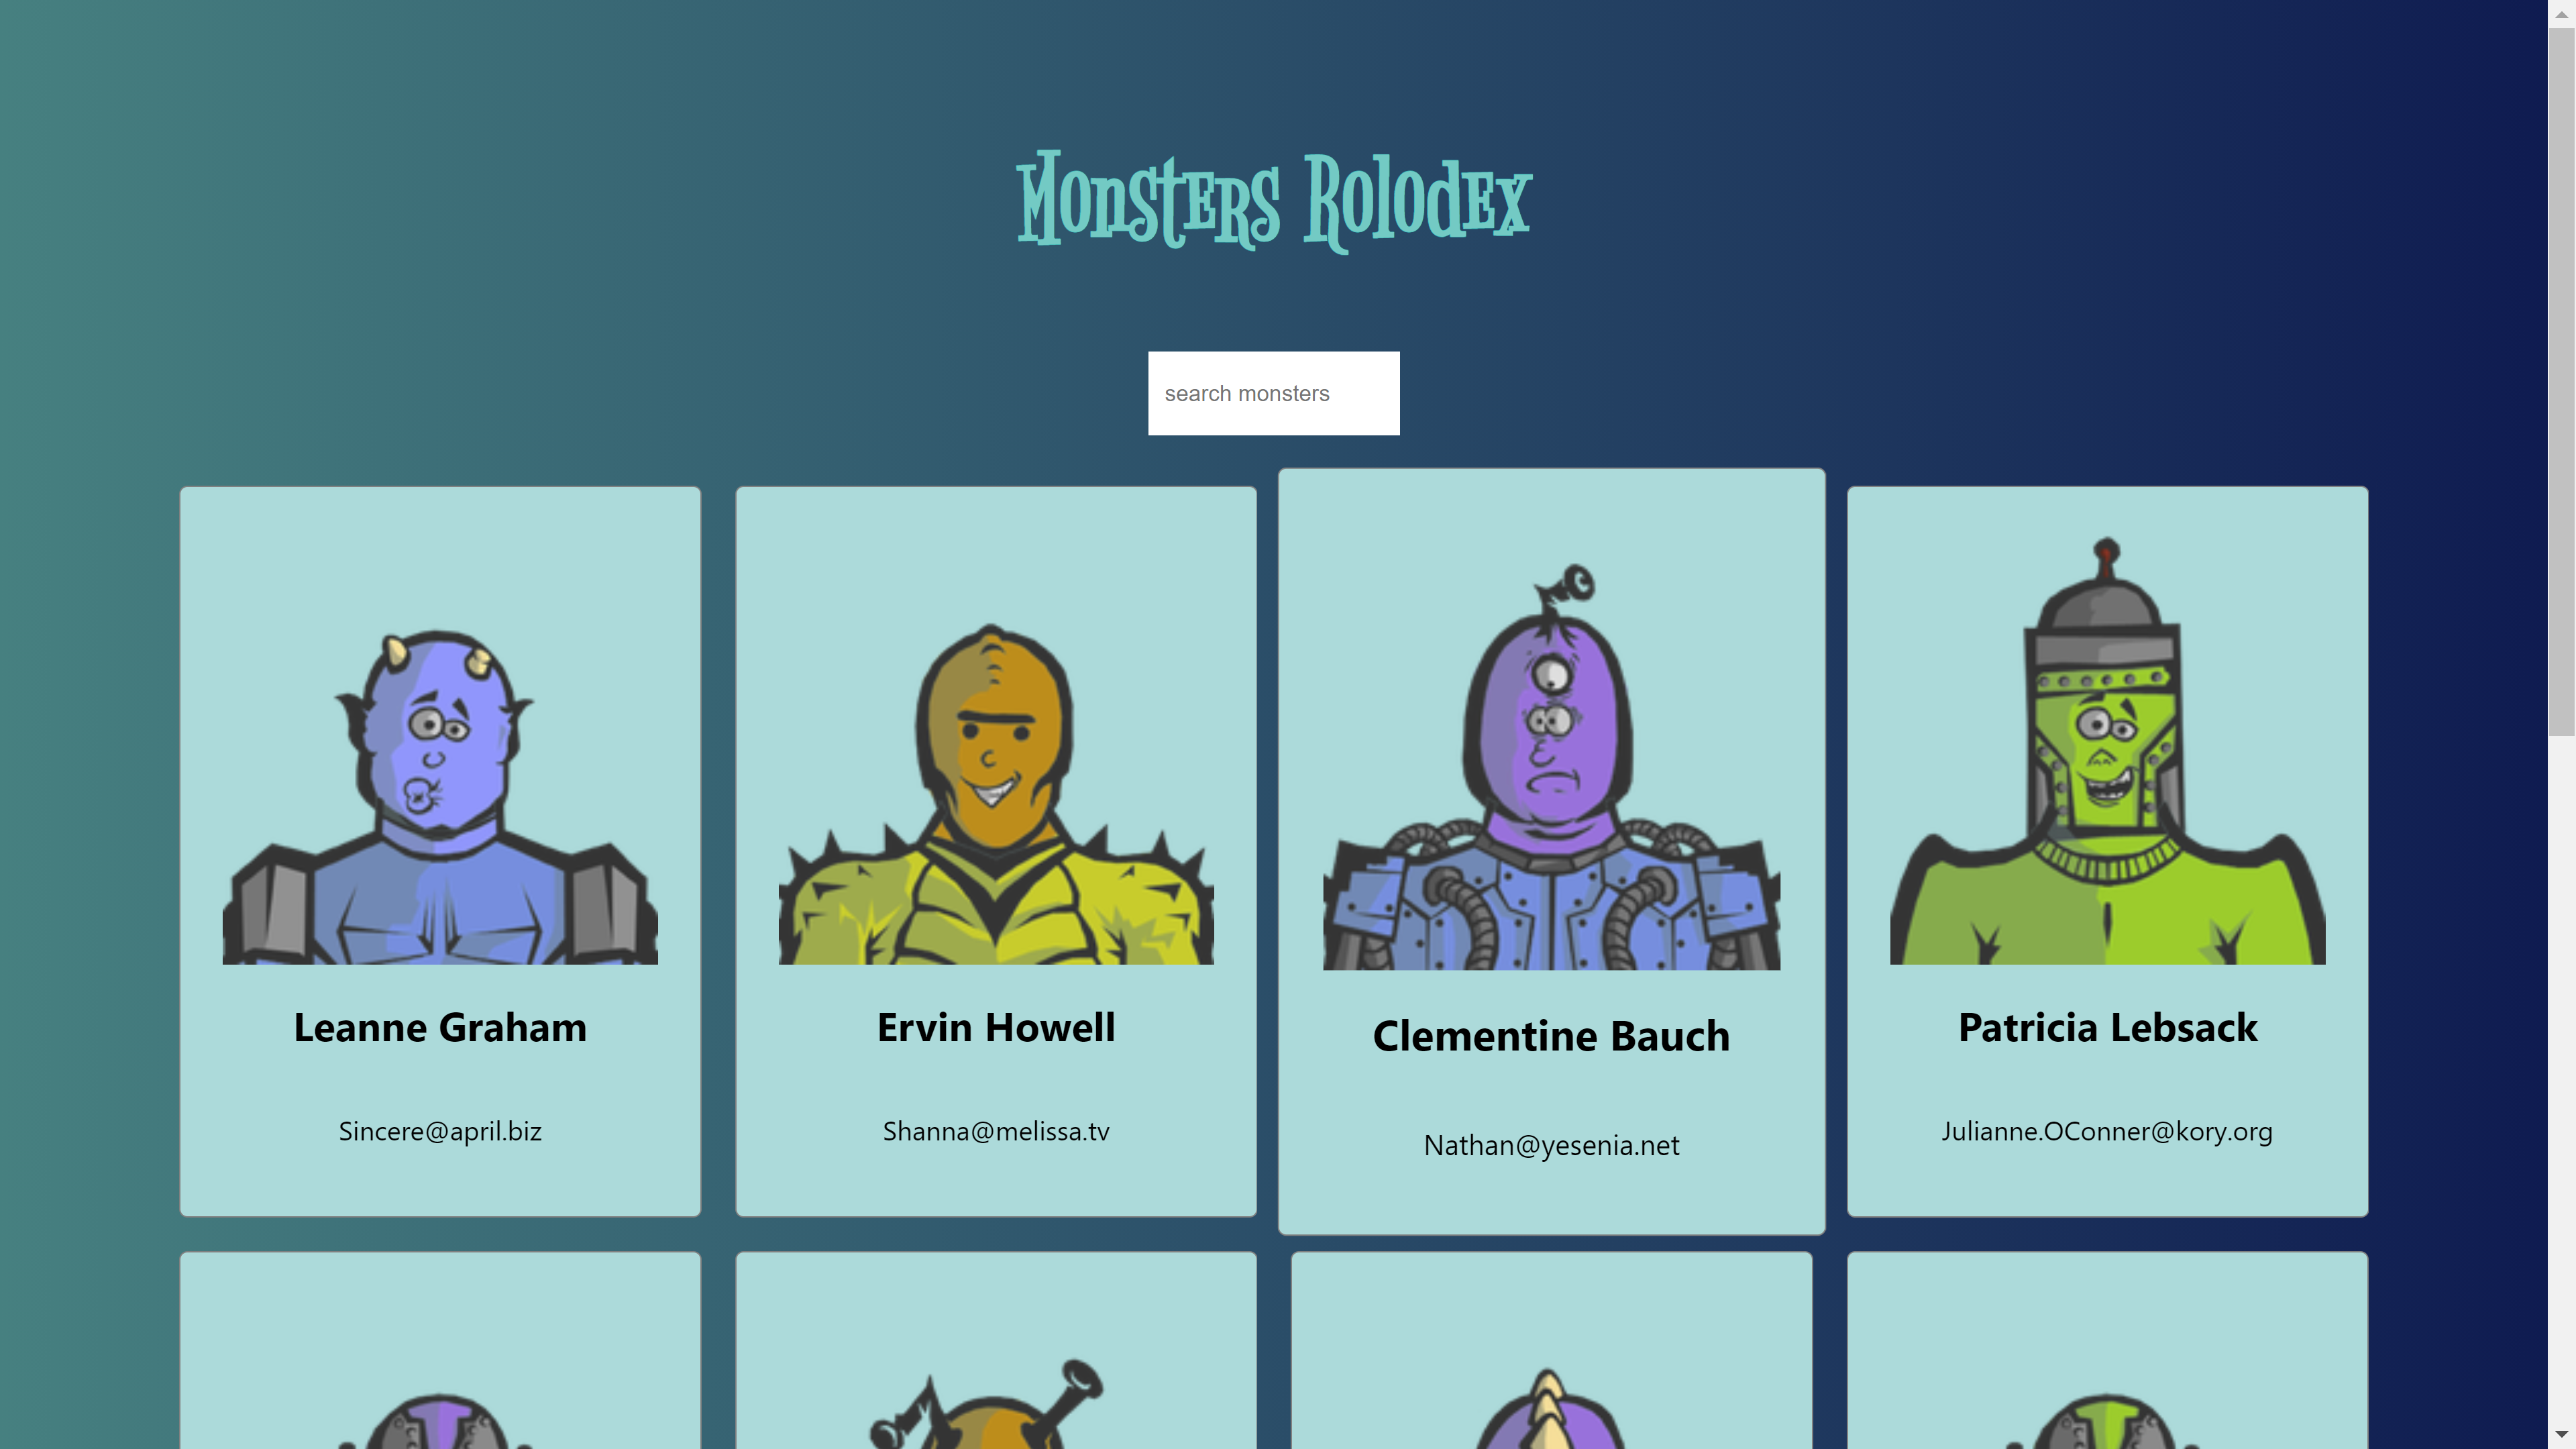 Monsters Rolodex
search monsters
Leanne Graham
Sincere@april.biz
Ervin Howell
Shanna@melissa.tv
Clementine Bauch
Nathan@yesenia.net
Patricia Lebsack
Julianne.OConner@kory.org